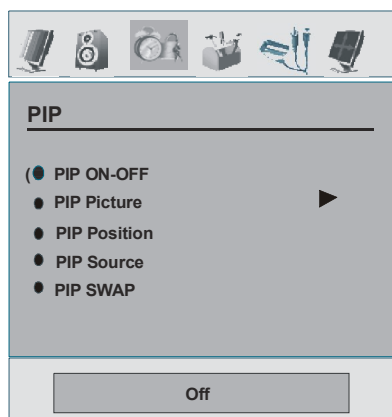 PIP
( PIP ON-OFF
PIP Picture
PIP Position
PIP Source
PIP SWAP
Off